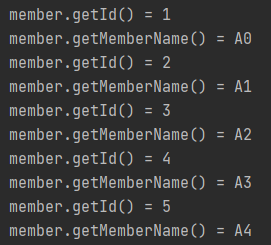 member.getId() = 1
member.getMemberName() = A0
member.getId() = 2
member.getMemberName() = A1
member.getId() = 3
member.getMemberName() = A2
member.getId() = 4
member.getMemberName() = A3
member.getId() = 5
member.getMemberName() = A4